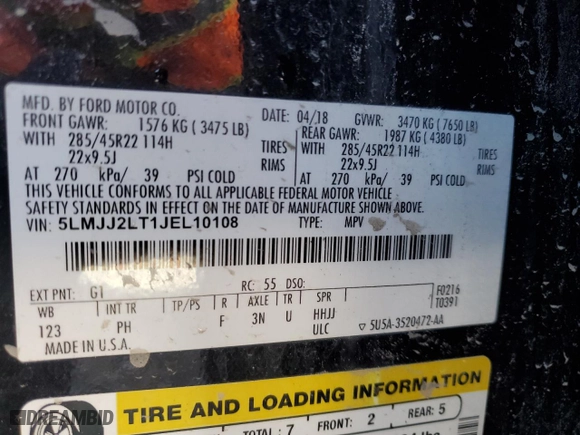 MFD. BY FORD MOTOR CO.
DATE: 04/18 GVWR: 3470 KG (7650 LB)
FRONT GAWR: 1576 KG (3475 LB)
REAR GAWR: 1987 KG (4380 LB)
WITH 285/45R22 114H TIRES
285/45R22 114H TIRES
22x9.5J RIMS
22x9.5J RIMS
AT 270 kPa/ 39 PSI COLD
AT 270 kPa/ 39 PSI COLD
THIS VEHICLE CONFORMS TO ALL APPLICABLE FEDERAL MOTOR VEHICLE
SAFETY STANDARDS IN EFFECT ON THE DATE OF MANUFACTURE SHOWN ABOVE.
VIN: 5LMJJ2LT1JEL10108 TYPE: MPV
EXT PNT: G1 RC: 55 DSO: F0216
T0391
WB INT TR TP/PS R AXLE TR SPR
123 PH F 3N U HHJJ
ULC 5U5A-3520472-AA
MADE IN U.S.A.
TIRE AND LOADING INFORMATION
TOTAL: 7 FRONT: 2 REAR: 5
DREAMBID